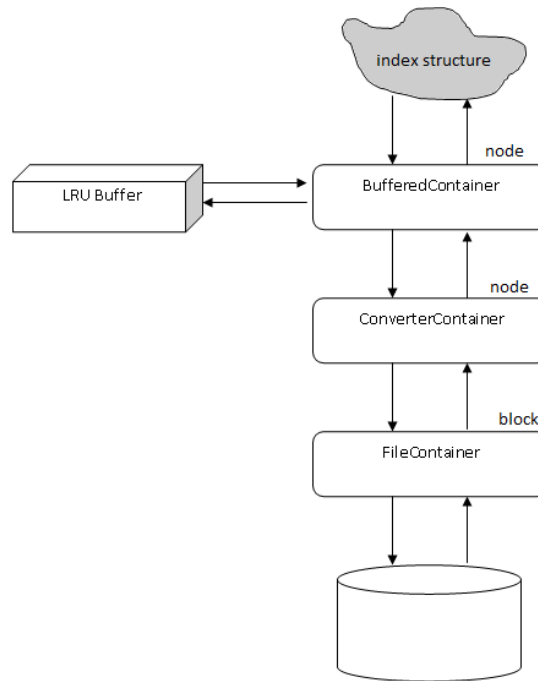 index structure
node
BufferedContainer
LRU Buffer
node
ConverterContainer
block
FileContainer